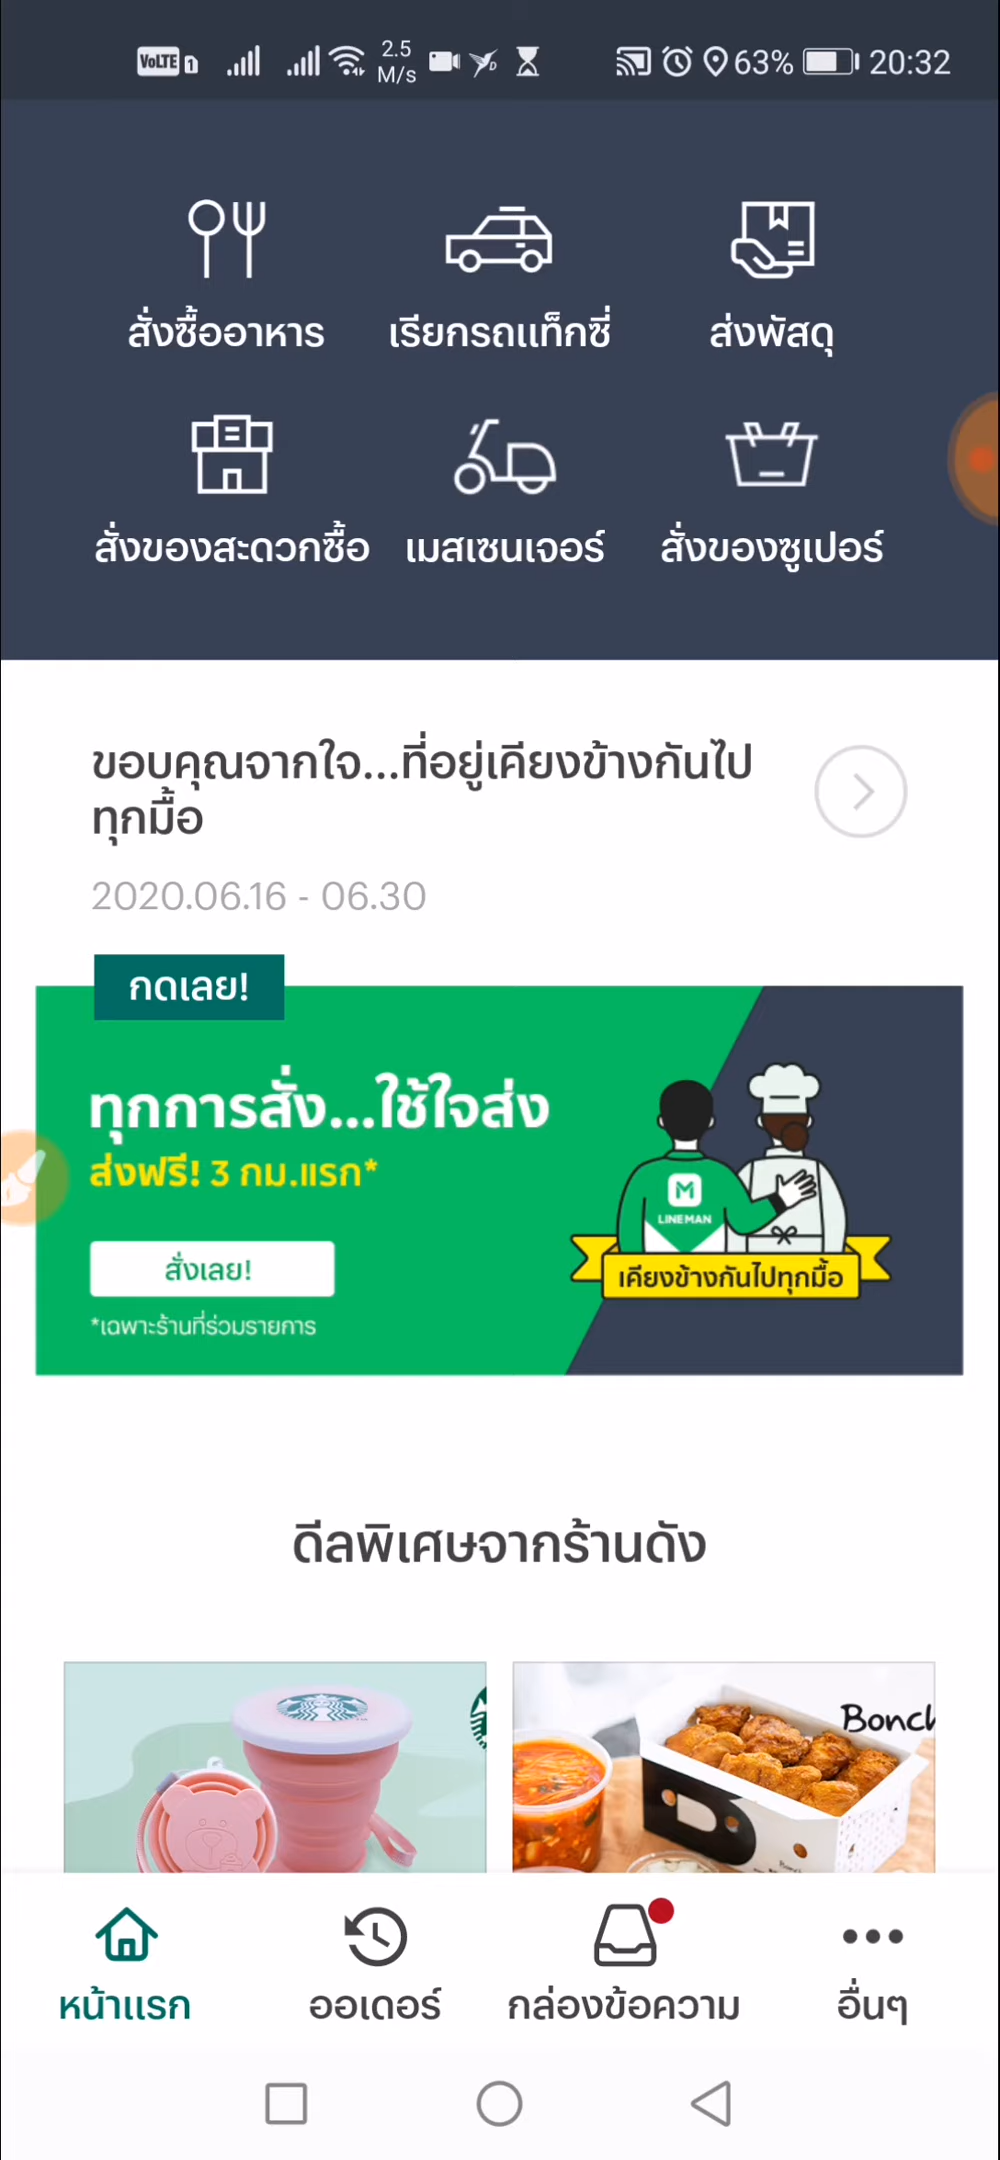 VoLTE 1 2.5 M/s 63% 20:32
สั่งซื้ออาหาร เรียกรถแท็กซี่ ส่งพัสดุ
สั่งของสะดวกซื้อ เมสเซนเจอร์ สั่งของซูเปอร์
ขอบคุณจากใจ...ที่อยู่เคียงข้างกันไป
ทุกมื้อ
2020.06.16 - 06.30
กดเลย!
ทุกการสั่ง...ใช้ใจส่ง
ส่งฟรี! 3 กม.แรก*
LINEMAN
สั่งเลย!
เคียงข้างกันไปทุกมื้อ
*เฉพาะร้านที่ร่วมรายการ
ดีลพิเศษจากร้านดัง
หน้าแรก ออเดอร์ กล่องข้อความ อื่นๆ